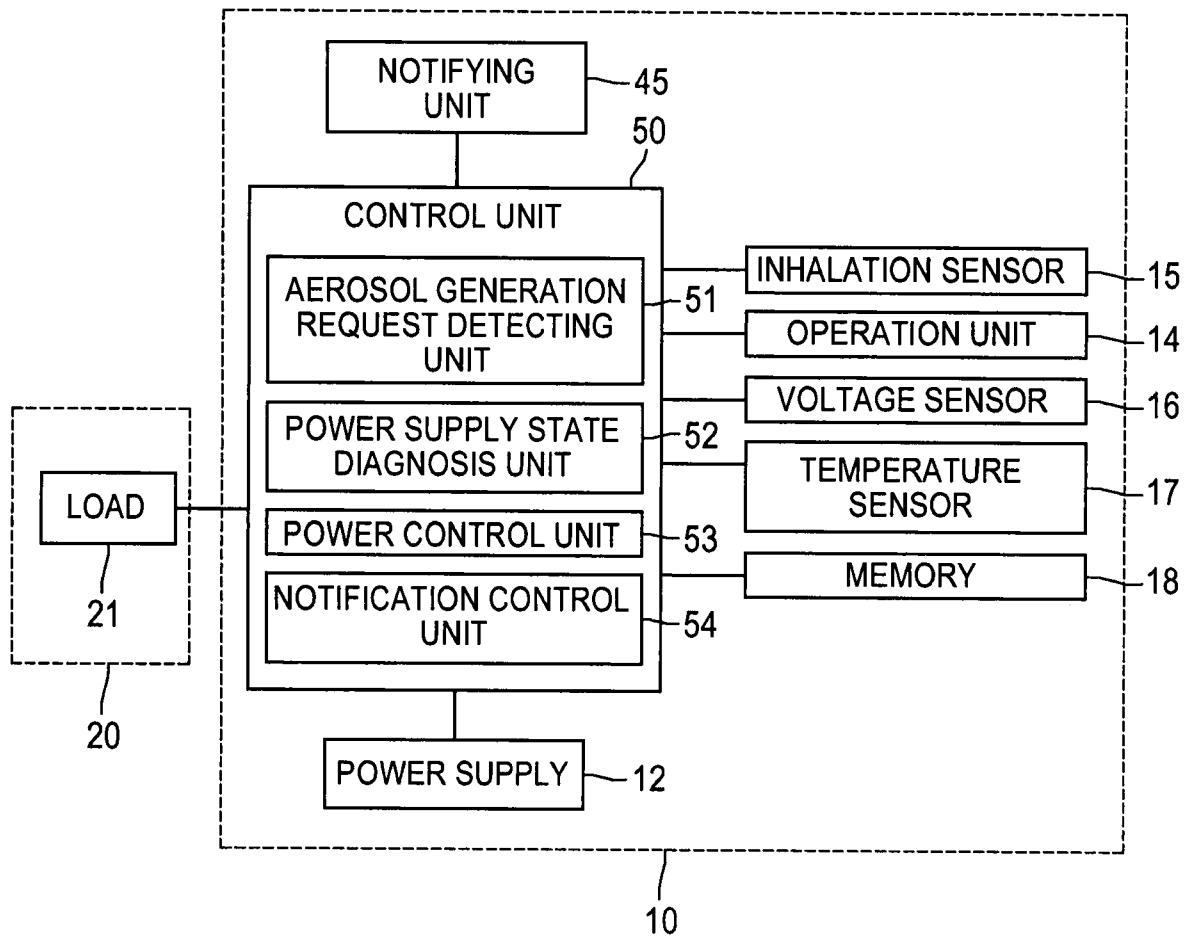 NOTIFYING
UNIT
45
50
CONTROL UNIT
AEROSOL GENERATION
REQUEST DETECTING
UNIT
51
POWER SUPPLY STATE
DIAGNOSIS UNIT
52
POWER CONTROL UNIT
53
NOTIFICATION CONTROL
UNIT
54
INHALATION SENSOR
15
OPERATION UNIT
14
VOLTAGE SENSOR
16
TEMPERATURE
SENSOR
17
MEMORY
18
LOAD
21
20
POWER SUPPLY
12
10